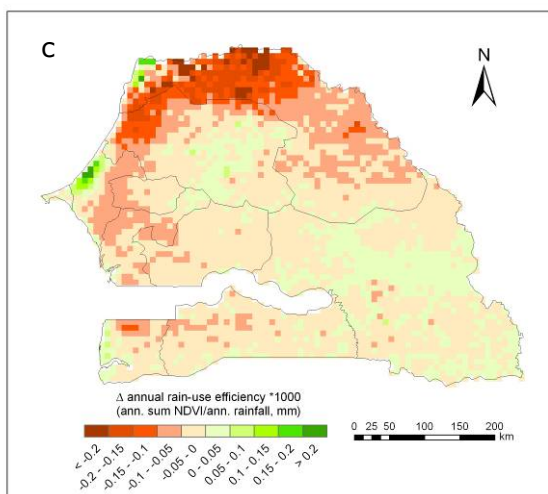 C
N
Δ annual rain-use efficiency *1000
(ann. sum NDVI/ann. rainfall, mm)
< -0.2
-0.2 - -0.15
-0.15 - -0.1
-0.1 - -0.05
-0.05 - 0
0 - 0.05
0.05 - 0.1
0.1 - 0.15
0.15 - 0.2
> 0.2
0 25 50 100 150 200
km